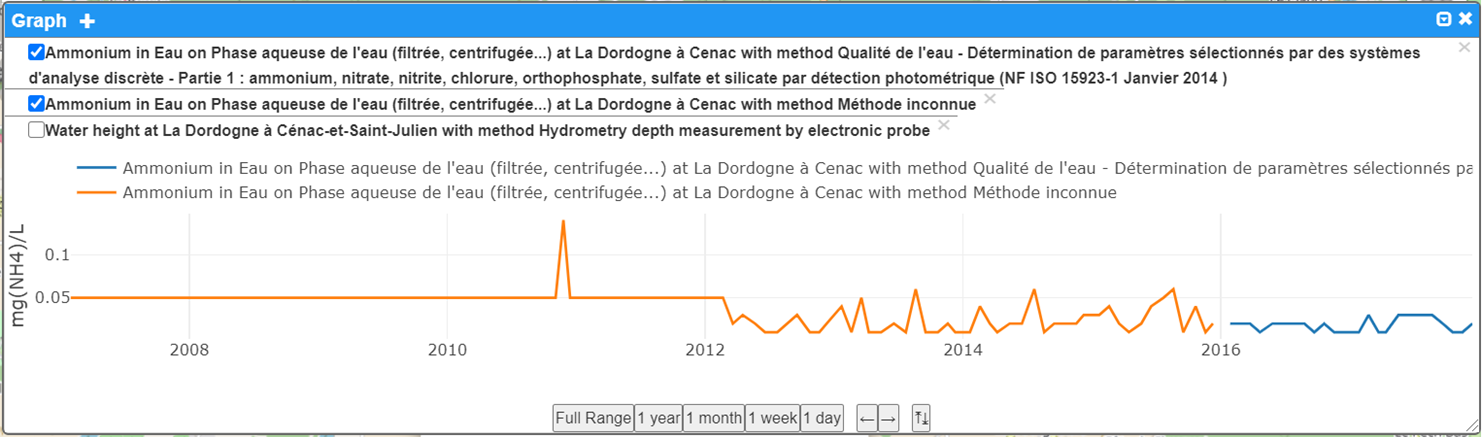 Graph +
Ammonium in Eau on Phase aqueuse de l'eau (filtrée, centrifugée...) at La Dordogne à Cenac with method Qualité de l'eau - Détermination de paramètres sélectionnés par des systèmes
d'analyse discrète - Partie 1 : ammonium, nitrate, nitrite, chlorure, orthophosphate, sulfate et silicate par détection photométrique (NF ISO 15923-1 Janvier 2014 )
Ammonium in Eau on Phase aqueuse de l'eau (filtrée, centrifugée...) at La Dordogne à Cenac with method Méthode inconnue
Water height at La Dordogne à Cénac-et-Saint-Julien with method Hydrometry depth measurement by electronic probe
Ammonium in Eau on Phase aqueuse de l'eau (filtrée, centrifugée...) at La Dordogne à Cenac with method Qualité de l'eau - Détermination de paramètres sélectionnés pa
Ammonium in Eau on Phase aqueuse de l'eau (filtrée, centrifugée...) at La Dordogne à Cenac with method Méthode inconnue
mg(NH4)/L
0.1
0.05
2008 2010 2012 2014 2016
Full Range 1 year 1 month 1 week 1 day ← →